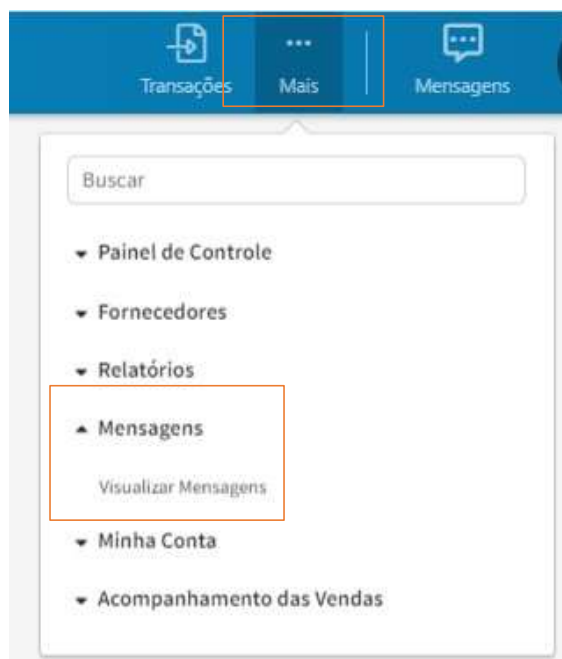 Transações
Mais
Mensagens
Buscar
Painel de Controle
Fornecedores
Relatórios
Mensagens
Visualizar Mensagens
Minha Conta
Acompanhamento das Vendas